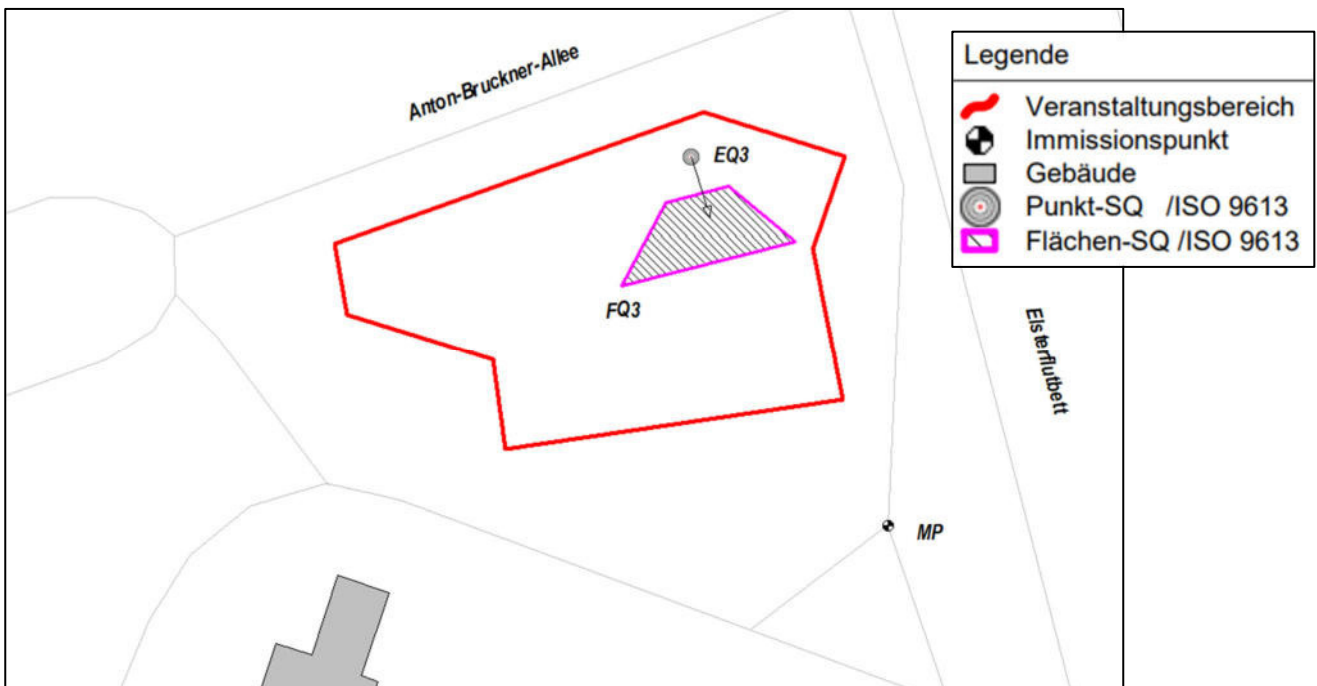 Anton-Bruckner-Allee
EQ3
FQ3
Elsterflutbett
MP
Legende
Veranstaltungsbereich
Immissionspunkt
Gebäude
Punkt-SQ /ISO 9613
Flächen-SQ /ISO 9613